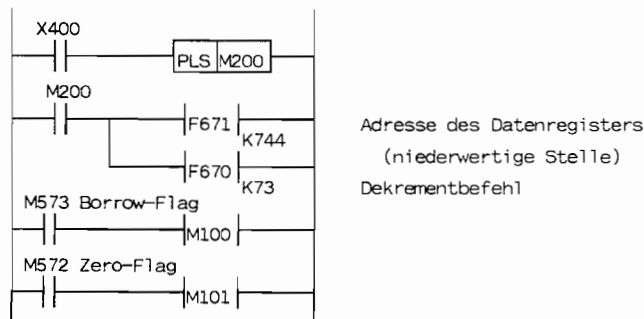 X400
PLS M200
M200
F671 Adresse des Datenregisters
K744
(niederwertige Stelle)
F670
K73 Dekrementbefehl
M573 Borrow-Flag
M100
M572 Zero-Flag
M101